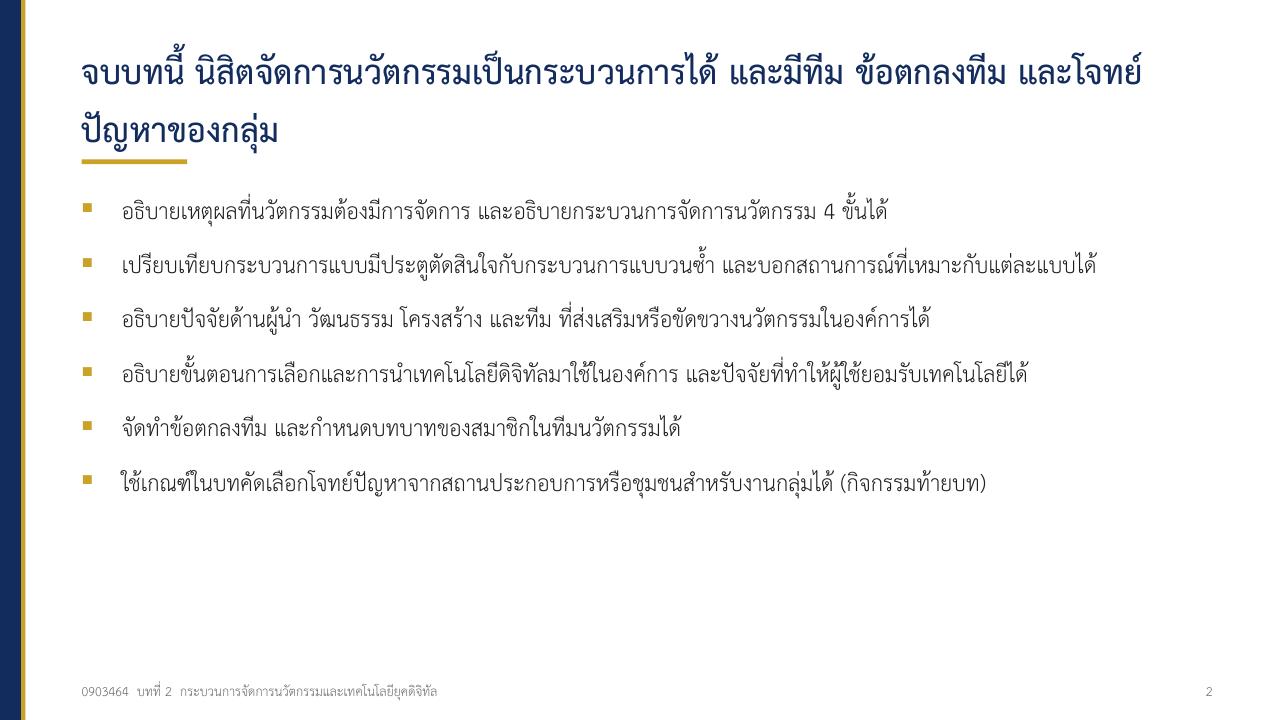 จบบทนี้ นิสิตจัดการนวัตกรรมเป็นกระบวนการได้ และมีทีม ข้อตกลงทีม และโจทย์
ปัญหาของกลุ่ม
อธิบายเหตุผลที่นวัตกรรมต้องมีการจัดการ และอธิบายกระบวนการจัดการนวัตกรรม 4 ขั้นได้
เปรียบเทียบกระบวนการแบบมีประตูตัดสินใจกับกระบวนการแบบวนซ้ำ และบอกสถานการณ์ที่เหมาะกับแต่ละแบบได้
อธิบายปัจจัยด้านผู้นำ วัฒนธรรม โครงสร้าง และทีม ที่ส่งเสริมหรือขัดขวางนวัตกรรมในองค์การได้
อธิบายขั้นตอนการเลือกและการนำเทคโนโลยีดิจิทัลมาใช้ในองค์การ และปัจจัยที่ทำให้ผู้ใช้ยอมรับเทคโนโลยีได้
จัดทำข้อตกลงทีม และกำหนดบทบาทของสมาชิกในทีมนวัตกรรมได้
ใช้เกณฑ์ในบทคัดเลือกโจทย์ปัญหาจากสถานประกอบการหรือชุมชนสำหรับงานกลุ่มได้ (กิจกรรมท้ายบท)
0903464 บทที่ 2 กระบวนการจัดการนวัตกรรมและเทคโนโลยียุคดิจิทัล
2